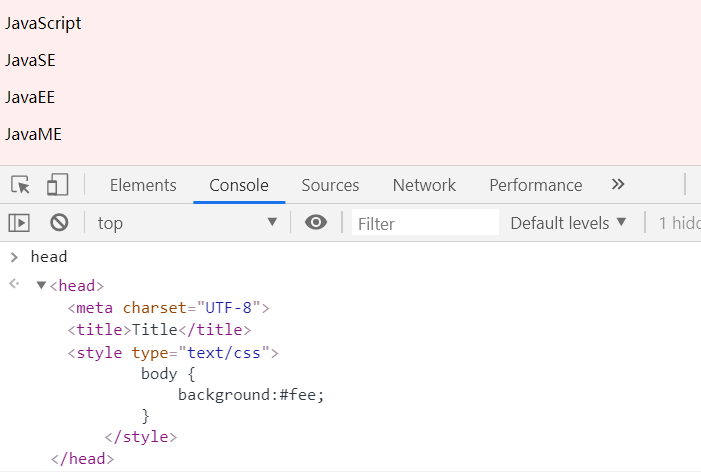 JavaScript
JavaSE
JavaEE
JavaME
Elements Console Sources Network Performance »
top Filter Default levels ▼ 1 hidd
> head
<head>
<meta charset="UTF-8">
<title>Title</title>
<style type="text/css">
body {
background:#fee;
}
</style>
</head>